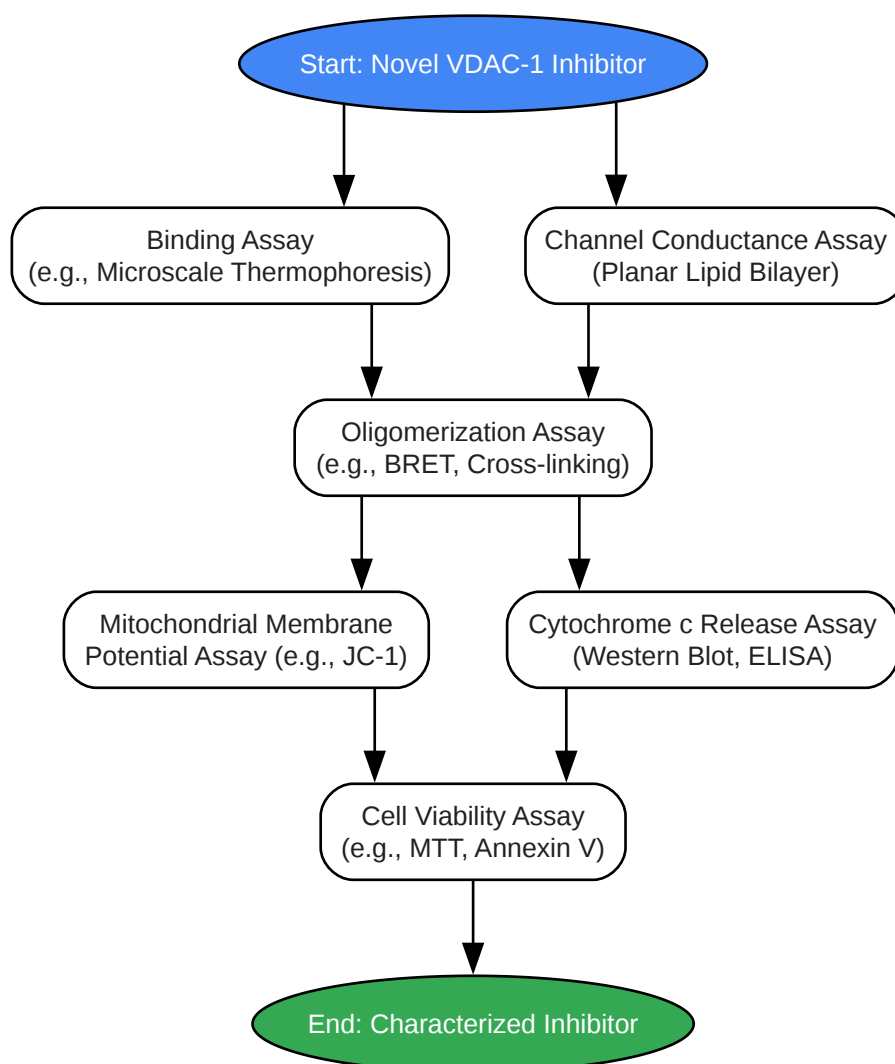 Start: Novel VDAC-1 Inhibitor
Binding Assay
(e.g., Microscale Thermophoresis)
Channel Conductance Assay
(Planar Lipid Bilayer)
Oligomerization Assay
(e.g., BRET, Cross-linking)
Mitochondrial Membrane
Potential Assay (e.g., JC-1)
Cytochrome c Release Assay
(Western Blot, ELISA)
Cell Viability Assay
(e.g., MTT, Annexin V)
End: Characterized Inhibitor